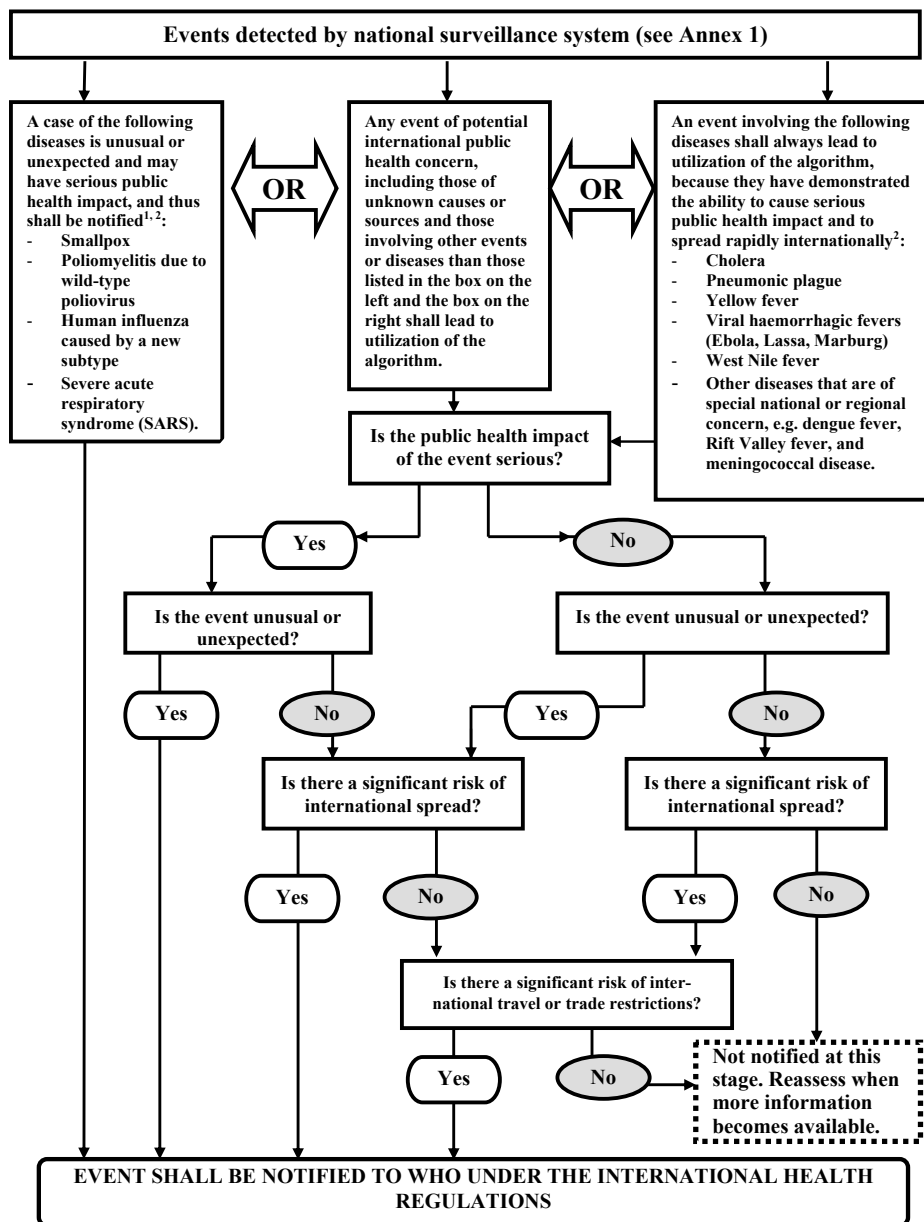 Events detected by national surveillance system (see Annex 1)
A case of the following
diseases is unusual or
unexpected and may
have serious public
health impact, and thus
shall be notified1, 2:
- Smallpox
- Poliomyelitis due to
wild-type
poliovirus
- Human influenza
caused by a new
subtype
- Severe acute
respiratory
syndrome (SARS).
OR
Any event of potential
international public
health concern,
including those of
unknown causes or
sources and those
involving other events
or diseases than those
listed in the box on the
left and the box on the
right shall lead to
utilization of the
algorithm.
OR
An event involving the following
diseases shall always lead to
utilization of the algorithm,
because they have demonstrated
the ability to cause serious
public health impact and to
spread rapidly internationally2:
- Cholera
- Pneumonic plague
- Yellow fever
- Viral haemorrhagic fevers
(Ebola, Lassa, Marburg)
- West Nile fever
- Other diseases that are of
special national or regional
concern, e.g. dengue fever,
Rift Valley fever, and
meningococcal disease.
Is the public health impact
of the event serious?
Yes
No
Is the event unusual or
unexpected?
Is the event unusual or unexpected?
Yes
No
Yes
No
Is there a significant risk of
international spread?
Is there a significant risk of
international spread?
Yes
No
Yes
No
Is there a significant risk of inter-
national travel or trade restrictions?
Yes
No
Not notified at this
stage. Reassess when
more information
becomes available.
EVENT SHALL BE NOTIFIED TO WHO UNDER THE INTERNATIONAL HEALTH
REGULATIONS